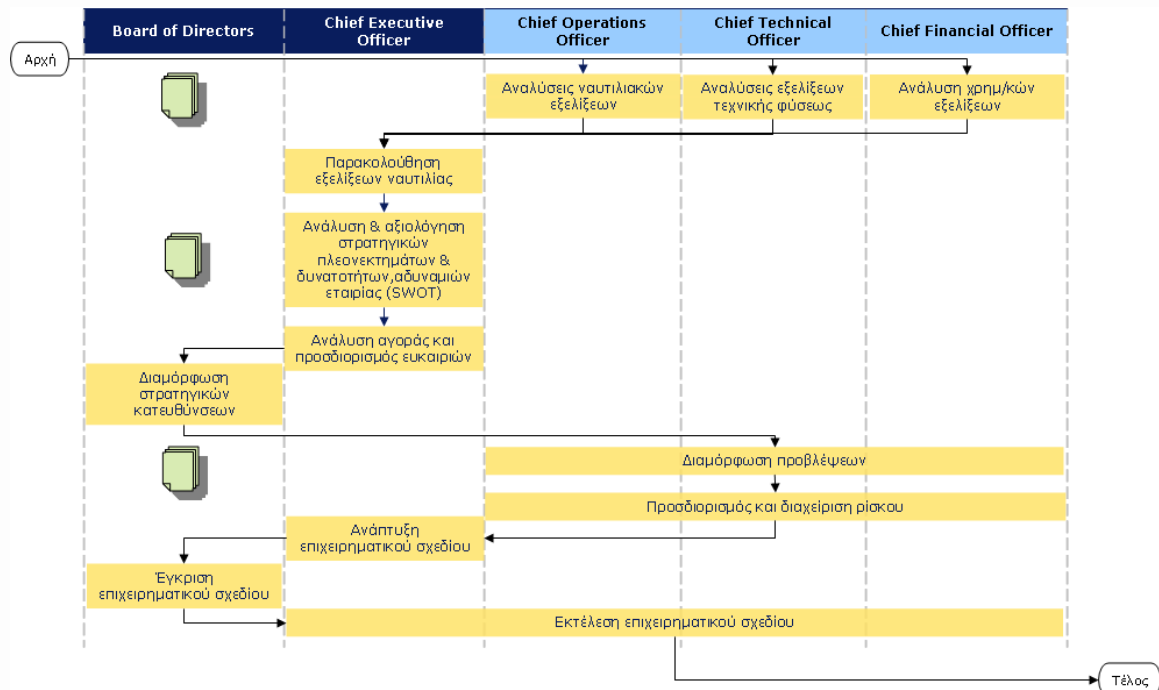 Board of Directors
Chief Executive
Officer
Chief Operations
Officer
Chief Technical
Officer
Chief Financial Officer
Αρχή
Αναλύσεις ναυτιλιακών
εξελίξεων
Αναλύσεις εξελίξεων
τεχνικής φύσεως
Ανάλυση χρημ/κών
εξελίξεων
Παρακολούθηση
εξελίξεων ναυτιλίας
Ανάλυση & αξιολόγηση
στρατηγικών
πλεονεκτημάτων &
δυνατοτήτων,αδυναμιών
εταιρίας (SWOT)
Ανάλυση αγοράς και
προσδιορισμός ευκαιριών
Διαμόρφωση
στρατηγικών
κατευθύνσεων
Διαμόρφωση προβλέψεων
Προσδιορισμός και διαχείριση ρίσκου
Ανάπτυξη
επιχειρηματικού σχεδίου
Έγκριση
επιχειρηματικού σχεδίου
Εκτέλεση επιχειρηματικού σχεδίου
Τέλος